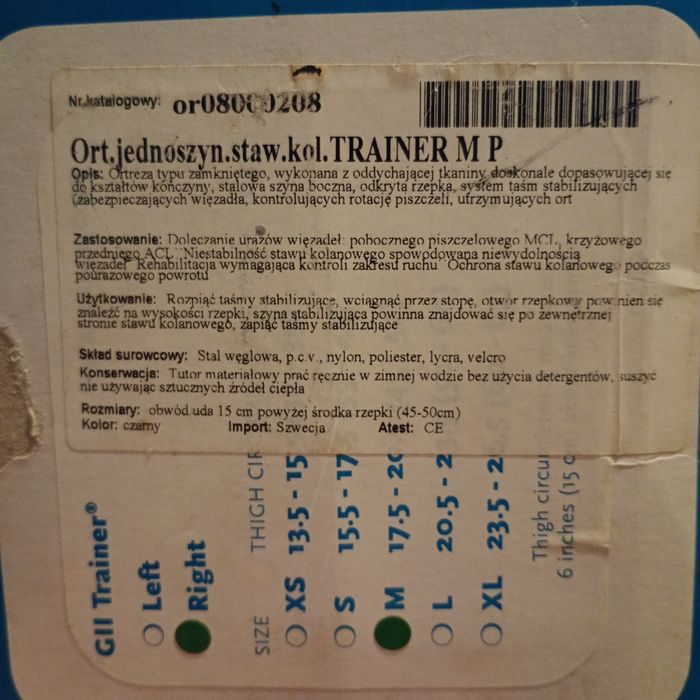 Nr.katalogowy: or08000208
Ort.jednoszyn.staw.kol.TRAINER M P
Opis: Ortreza typu zamkniętego, wykonana z oddychającej tkaniny, doskonale dopasowującej się
do kształtów kończyny, stalowa szyna boczna, odkryta rzepka, system taśm stabilizujących
(zabezpieczających więzadła, kontrolujących rotację piszczeli, utrzymujących ort
Zastosowanie: Doleczanie urazów więzadeł: pobocznego piszczelowego MCL, krzyżowego
przedniego ACL. Niestabilność stawu kolanowego spowodowana niewydolnością
więzadeł Rehabilitacja wymagająca kontroli zakresu ruchu Ochrona stawu kolanowego podczas
pourazowego powrotu
Użytkowanie: Rozpiąć taśmy stabilizujące, wciągnąć przez stopę, otwór rzepkowy powinien się
znaleźć na wysokości rzepki, szyna stabilizująca powinna znajdować się po zewnętrznej
stronie stawu kolanowego, zapiąć taśmy stabilizujące
Skład surowcowy: Stal węglowa, p.c.v., nylon, poliester, lycra, velcro
Konserwacja: Tutor materiałowy prać ręcznie w zimnej wodzie bez użycia detergentów, suszyć
nie używając sztucznych źródeł ciepła
Rozmiary: obwód uda 15 cm powyżej środka rzepki (45-50cm)
Kolor: czarny Import: Szwecja Atest: CE
GII Trainer®
Left
Right
SIZE THIGH CIR
XS 13.5 - 15
S 15.5 - 17
M 17.5 - 20
L 20.5 - 2
XL 23.5 - 2
Thigh circu
6 inches (15 c